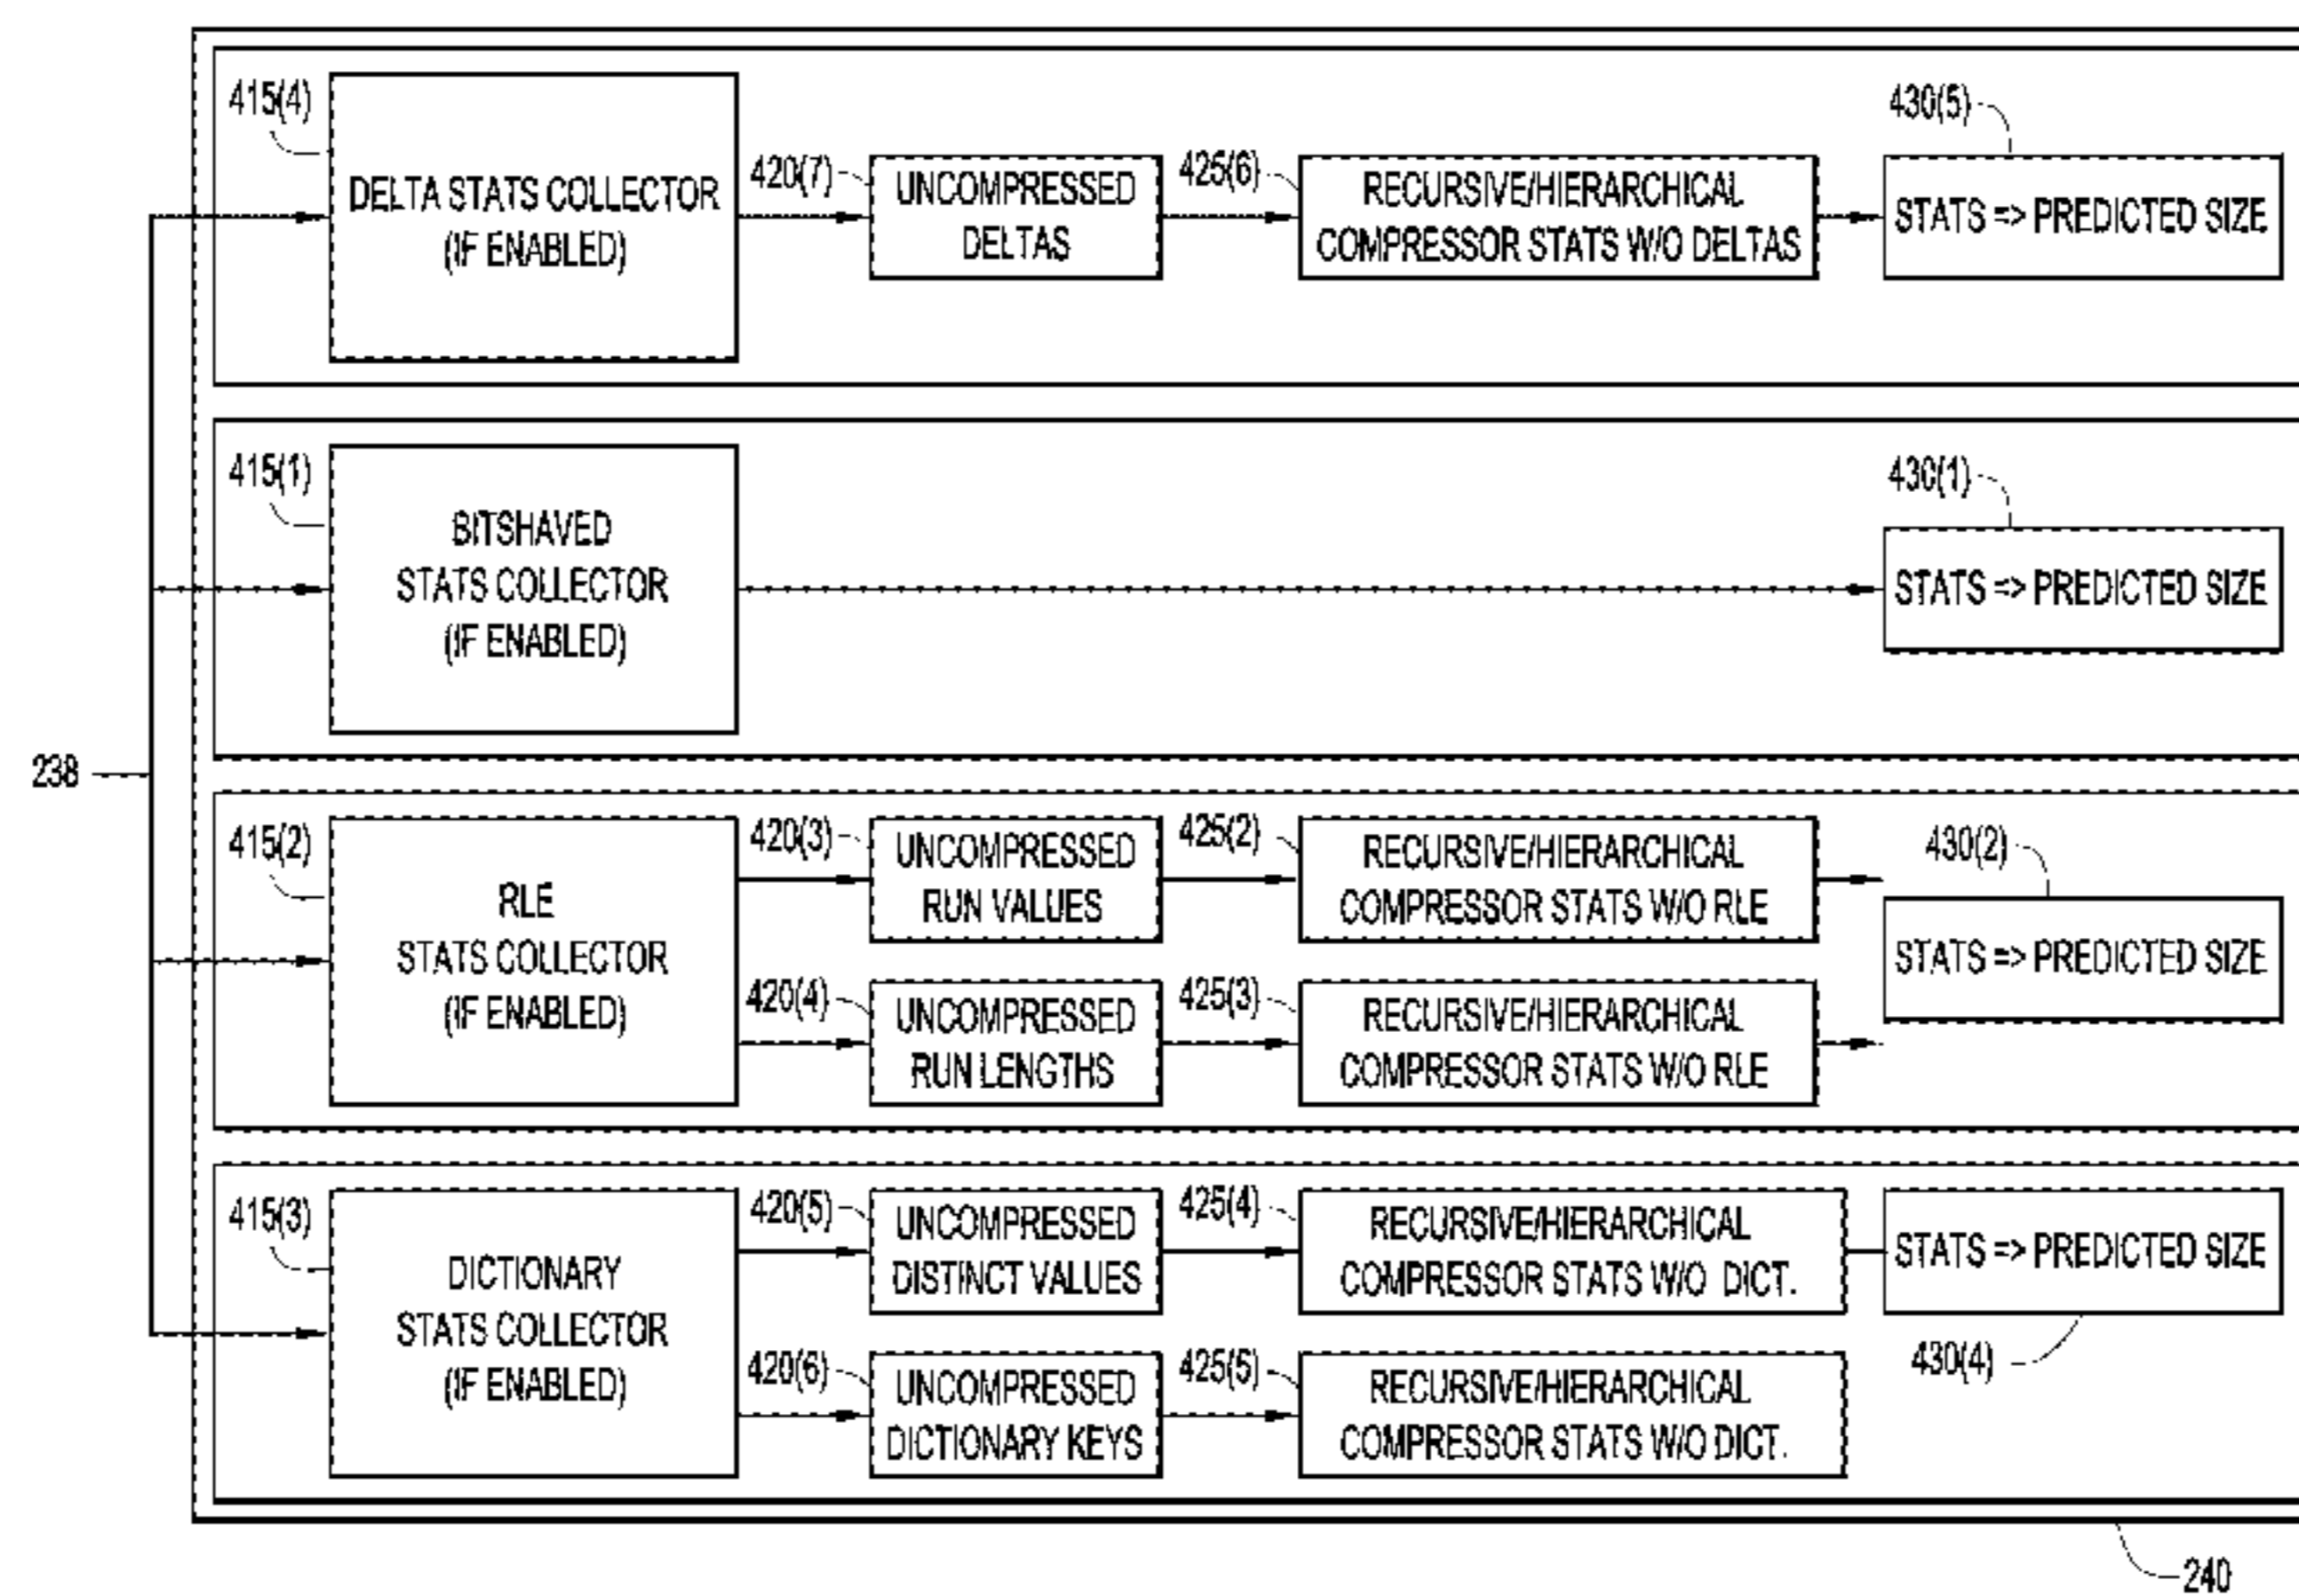 415(4)
DELTA STATS COLLECTOR
(IF ENABLED)
420(7)
UNCOMPRESSED
DELTAS
425(6)
RECURSIVE/HIERARCHICAL
COMPRESSOR STATS W/O DELTAS
430(5)
STATS => PREDICTED SIZE
415(1)
BITSHAVED
STATS COLLECTOR
(IF ENABLED)
430(1)
STATS => PREDICTED SIZE
238
415(2)
RLE
STATS COLLECTOR
(IF ENABLED)
420(3)
UNCOMPRESSED
RUN VALUES
425(2)
RECURSIVE/HIERARCHICAL
COMPRESSOR STATS W/O RLE
430(2)
STATS => PREDICTED SIZE
420(4)
UNCOMPRESSED
RUN LENGTHS
425(3)
RECURSIVE/HIERARCHICAL
COMPRESSOR STATS W/O RLE
415(3)
DICTIONARY
STATS COLLECTOR
(IF ENABLED)
420(5)
UNCOMPRESSED
DISTINCT VALUES
425(4)
RECURSIVE/HIERARCHICAL
COMPRESSOR STATS W/O DICT.
STATS => PREDICTED SIZE
430(4)
420(6)
UNCOMPRESSED
DICTIONARY KEYS
425(5)
RECURSIVE/HIERARCHICAL
COMPRESSOR STATS W/O DICT.
240